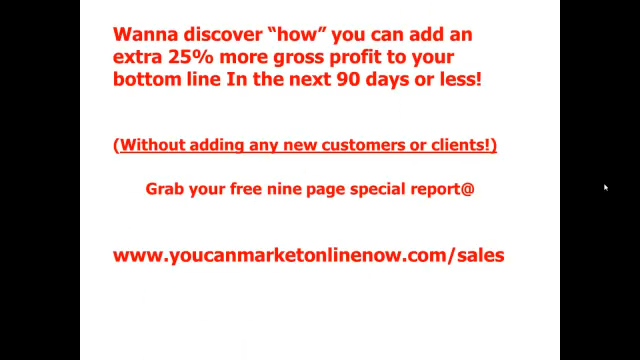 Wanna discover “how” you can add an
extra 25% more gross profit to your
bottom line In the next 90 days or less!
(Without adding any new customers or clients!)
Grab your free nine page special report@
www.youcanmarketonlinenow.com/sales